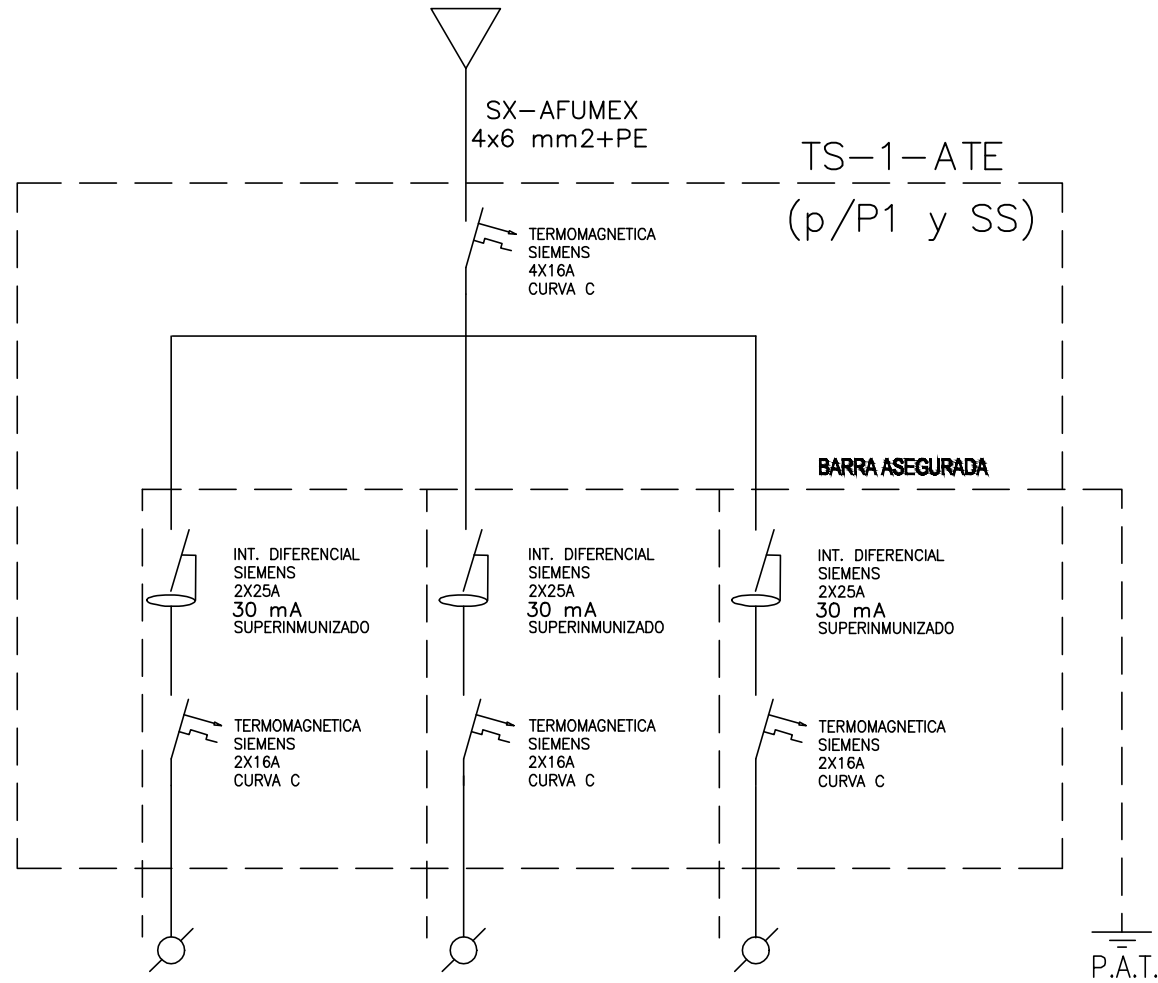 SX-AFUMEX
4x6 mm2+PE
TS-1-ATE
(p/P1 y SS)
TERMOMAGNETICA
SIEMENS
4X16A
CURVA C
BARRA ASEGURADA
INT. DIFERENCIAL
SIEMENS
2X25A
30 mA
SUPERINMUNIZADO
INT. DIFERENCIAL
SIEMENS
2X25A
30 mA
SUPERINMUNIZADO
INT. DIFERENCIAL
SIEMENS
2X25A
30 mA
SUPERINMUNIZADO
TERMOMAGNETICA
SIEMENS
2X16A
CURVA C
TERMOMAGNETICA
SIEMENS
2X16A
CURVA C
TERMOMAGNETICA
SIEMENS
2X16A
CURVA C
P.A.T.